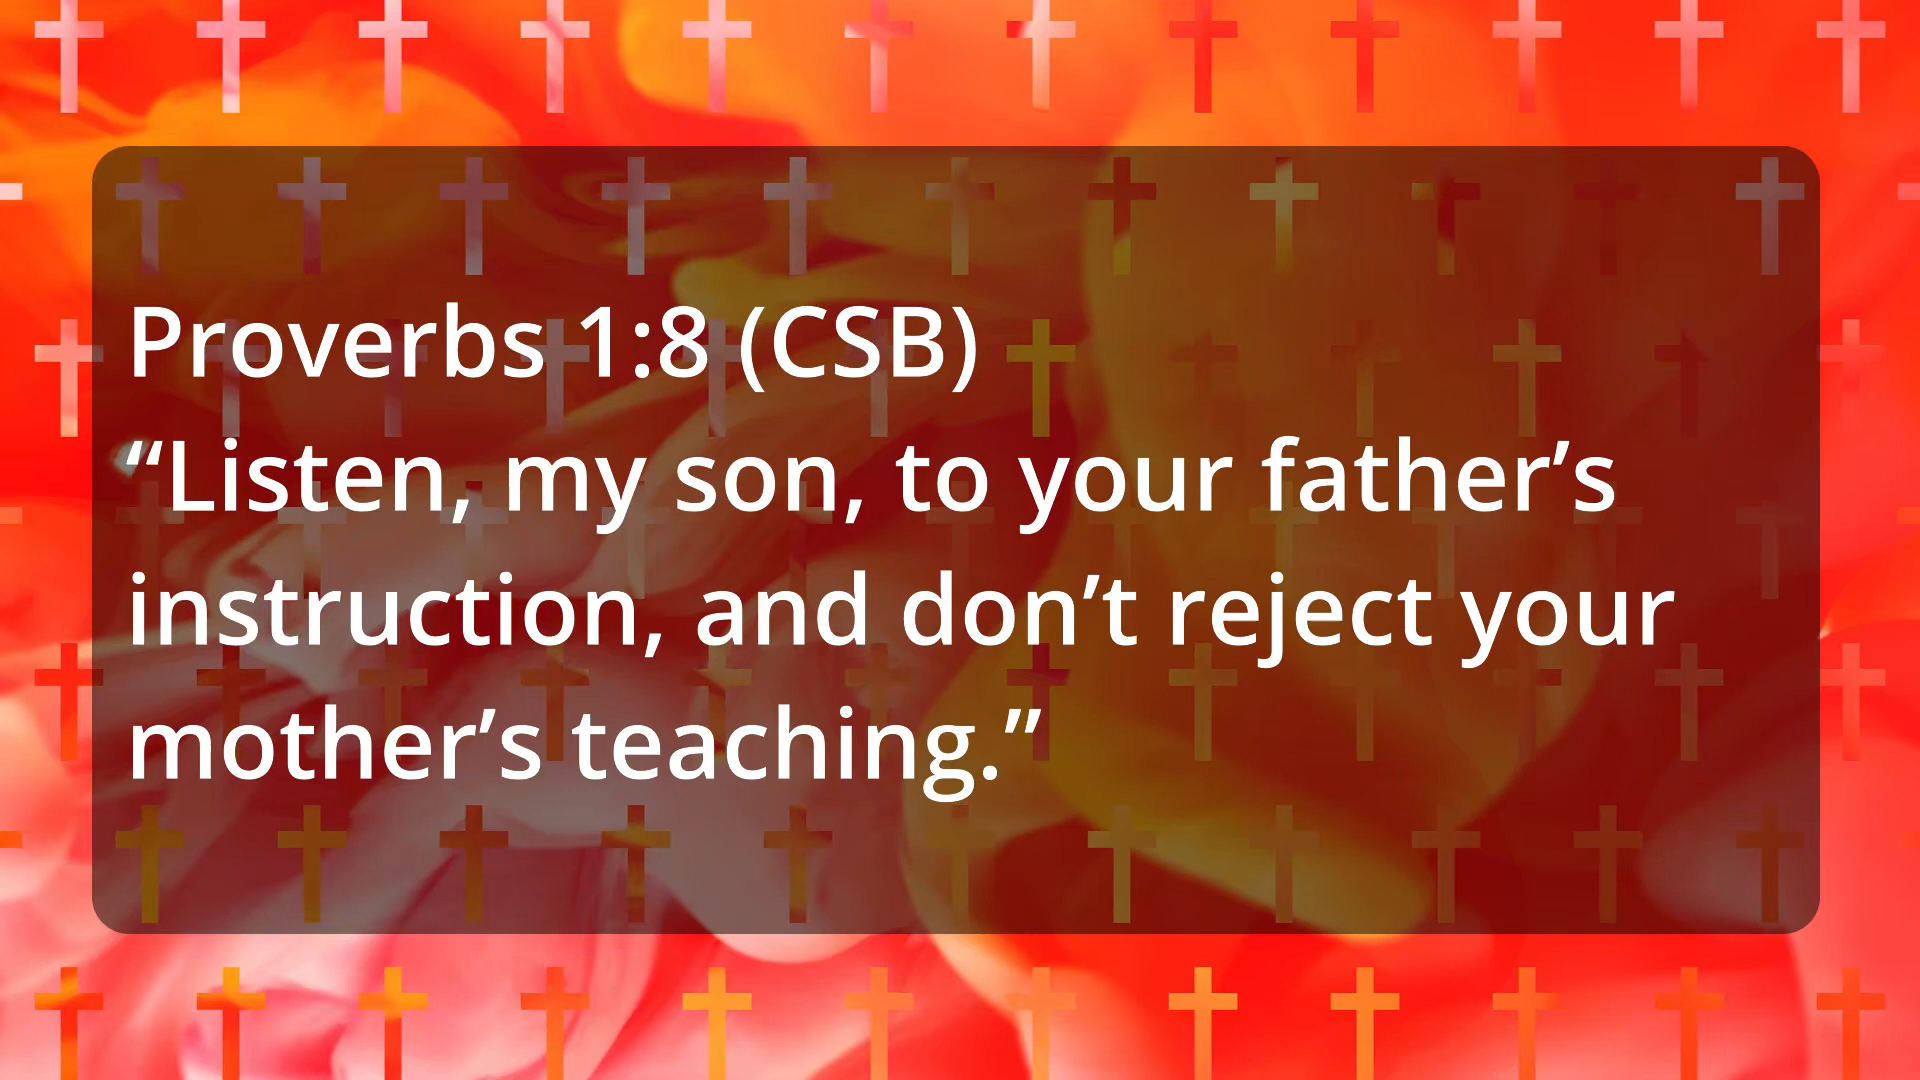 Proverbs 1:8 (CSB)
“Listen, my son, to your father’s
instruction, and don’t reject your
mother’s teaching.”